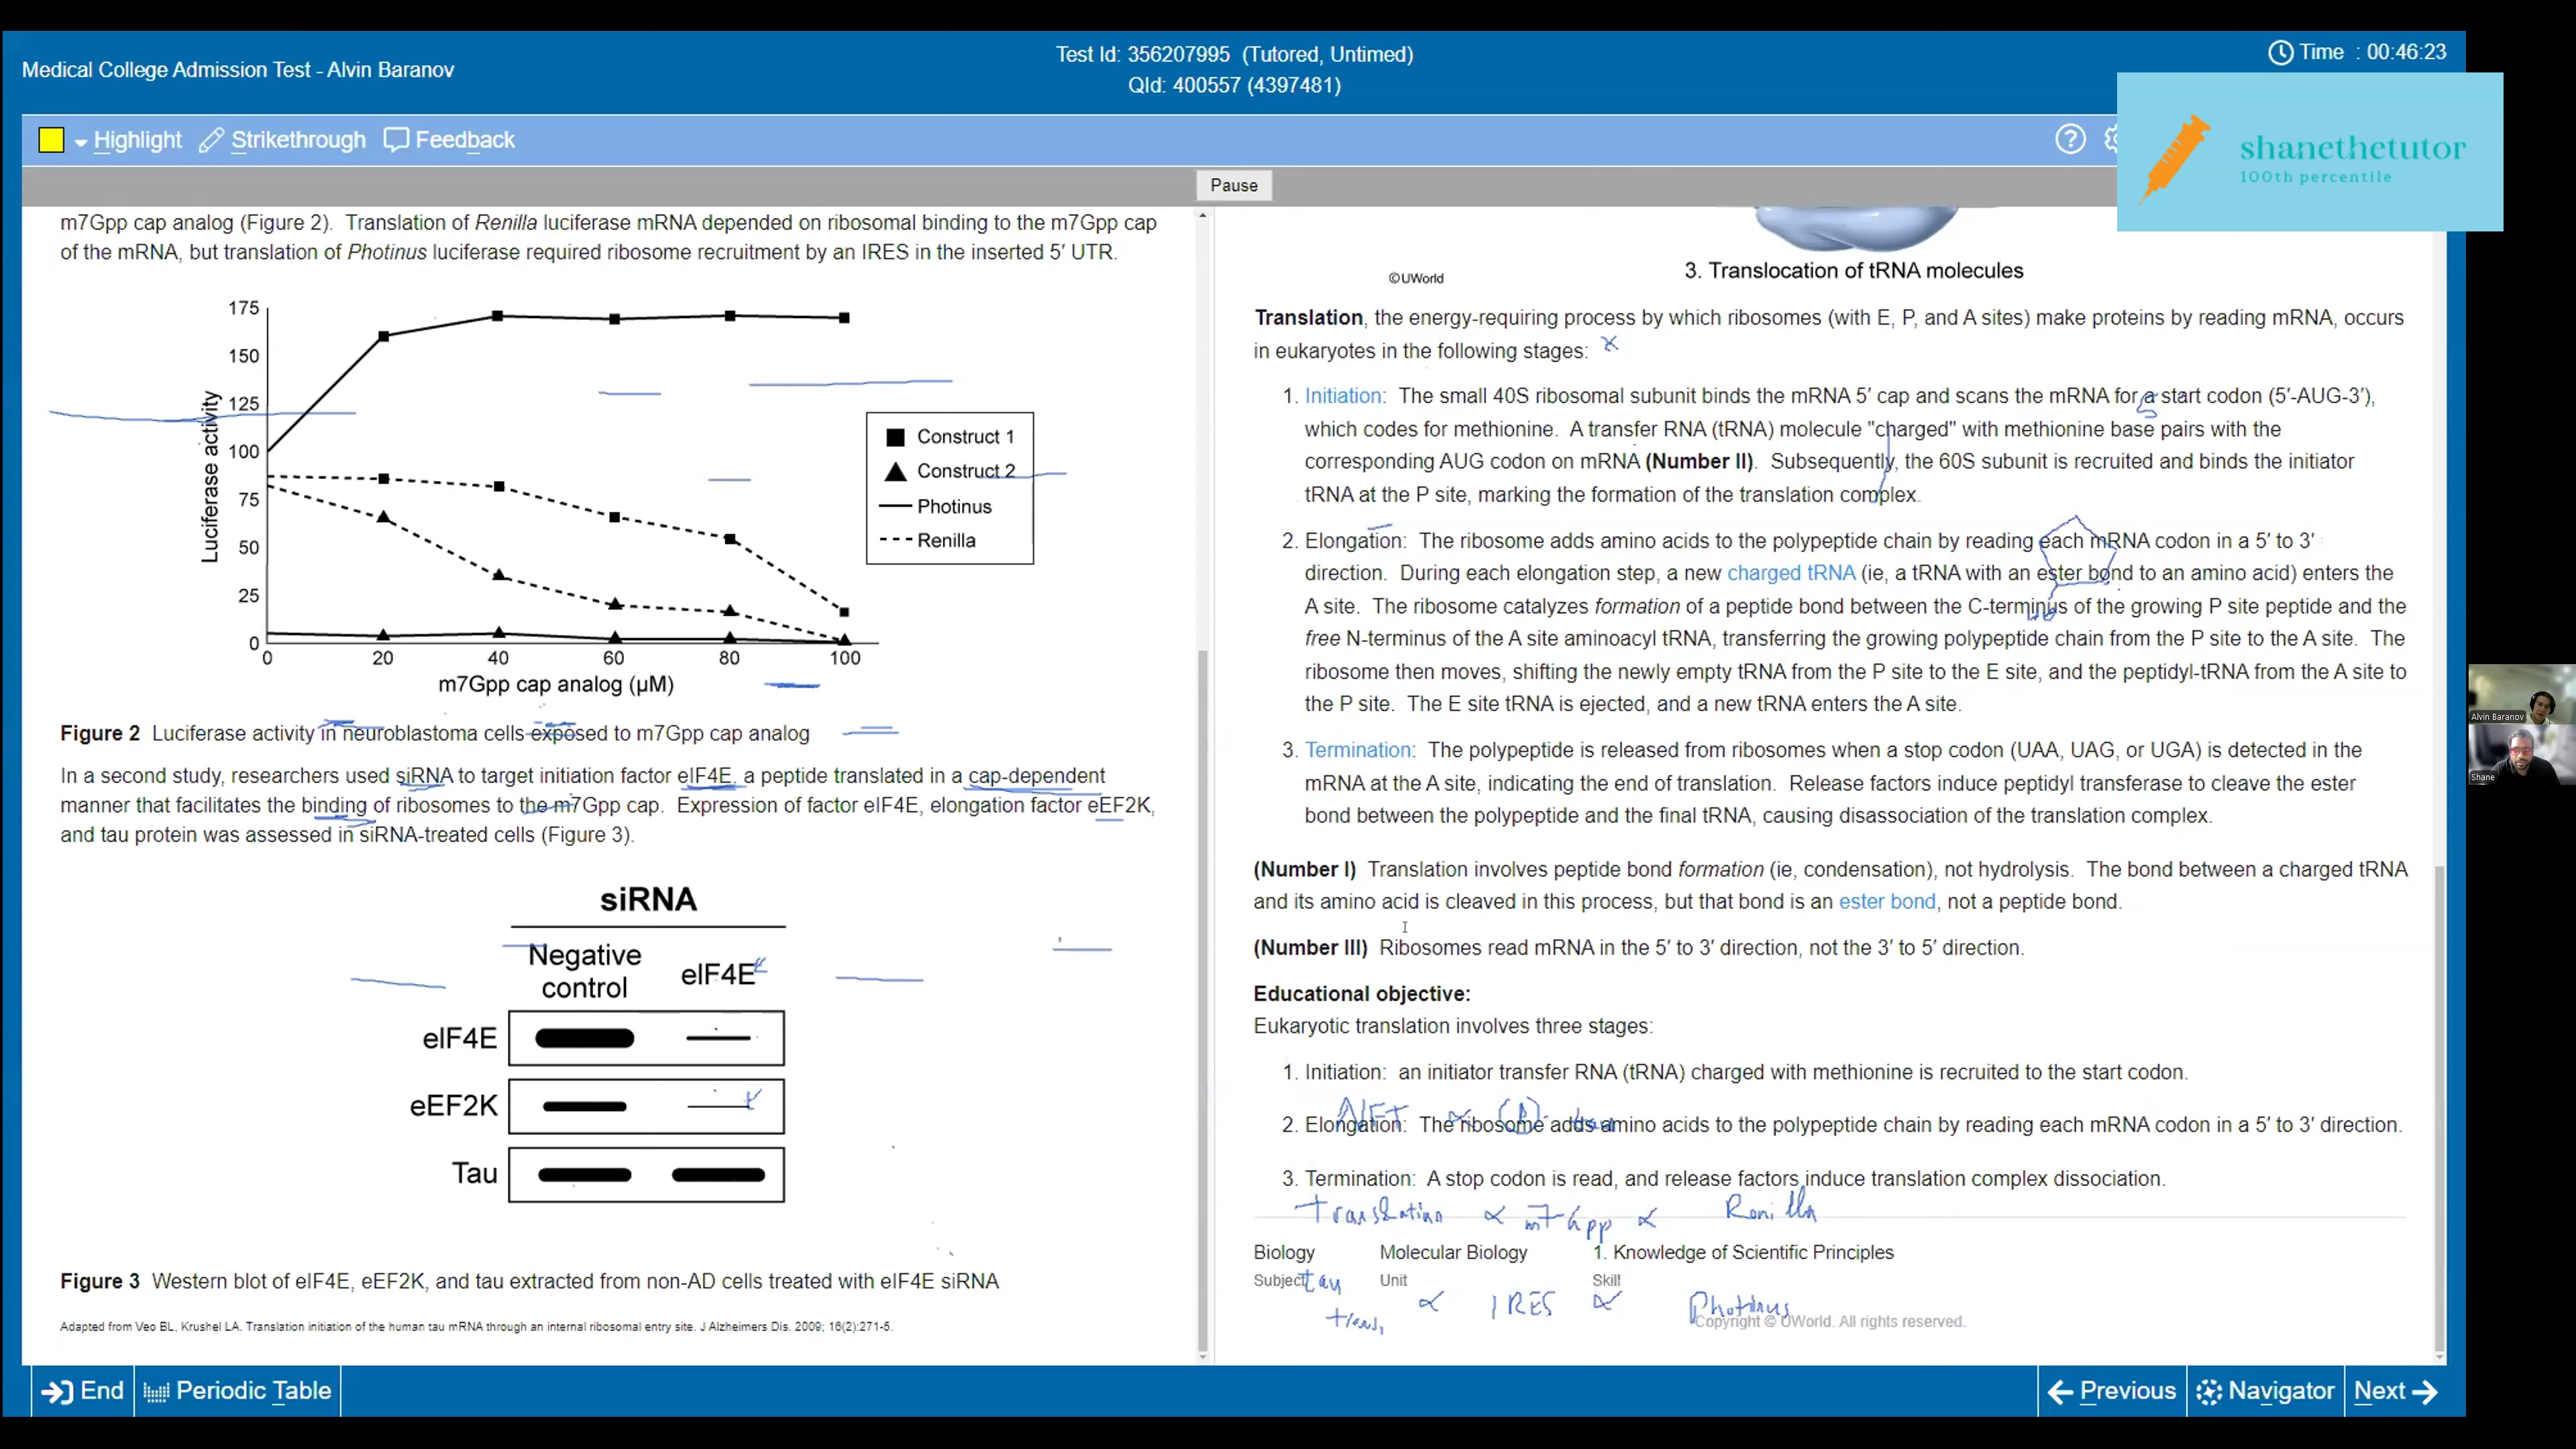 Medical College Admission Test - Alvin Baranov
Test Id: 356207995 (Tutored, Untimed)
QId: 400557 (4397481)
Time : 00:46:23
Highlight Strikethrough Feedback
shanethetutor
100th percentile
Pause
m7Gpp cap analog (Figure 2). Translation of Renilla luciferase mRNA depended on ribosomal binding to the m7Gpp cap
of the mRNA, but translation of Photinus luciferase required ribosome recruitment by an IRES in the inserted 5′ UTR.
175
150
125
100
75
50
25
0
Luciferase activity
0 20 40 60 80 100
m7Gpp cap analog (µM)
Construct 1
Construct 2
Photinus
Renilla
Figure 2 Luciferase activity in neuroblastoma cells exposed to m7Gpp cap analog
In a second study, researchers used siRNA to target initiation factor eIF4E, a peptide translated in a cap-dependent
manner that facilitates the binding of ribosomes to the m7Gpp cap. Expression of factor eIF4E, elongation factor eEF2K,
and tau protein was assessed in siRNA-treated cells (Figure 3).
siRNA
Negative
control
eIF4E
eIF4E
eEF2K
Tau
Figure 3 Western blot of eIF4E, eEF2K, and tau extracted from non-AD cells treated with eIF4E siRNA
Adapted from Veo BL, Krushel LA. Translation initiation of the human tau mRNA through an internal ribosomal entry site. J Alzheimers Dis. 2009; 16(2):271-5.
©UWorld
3. Translocation of tRNA molecules
Translation, the energy-requiring process by which ribosomes (with E, P, and A sites) make proteins by reading mRNA, occurs
in eukaryotes in the following stages:
1. Initiation: The small 40S ribosomal subunit binds the mRNA 5′ cap and scans the mRNA for a start codon (5′-AUG-3′),
which codes for methionine. A transfer RNA (tRNA) molecule "charged" with methionine base pairs with the
corresponding AUG codon on mRNA (Number II). Subsequently, the 60S subunit is recruited and binds the initiator
tRNA at the P site, marking the formation of the translation complex.
2. Elongation: The ribosome adds amino acids to the polypeptide chain by reading each mRNA codon in a 5′ to 3′
direction. During each elongation step, a new charged tRNA (ie, a tRNA with an ester bond to an amino acid) enters the
A site. The ribosome catalyzes formation of a peptide bond between the C-terminus of the growing P site peptide and the
free N-terminus of the A site aminoacyl tRNA, transferring the growing polypeptide chain from the P site to the A site. The
ribosome then moves, shifting the newly empty tRNA from the P site to the E site, and the peptidyl-tRNA from the A site to
the P site. The E site tRNA is ejected, and a new tRNA enters the A site.
3. Termination: The polypeptide is released from ribosomes when a stop codon (UAA, UAG, or UGA) is detected in the
mRNA at the A site, indicating the end of translation. Release factors induce peptidyl transferase to cleave the ester
bond between the polypeptide and the final tRNA, causing disassociation of the translation complex.
(Number I) Translation involves peptide bond formation (ie, condensation), not hydrolysis. The bond between a charged tRNA
and its amino acid is cleaved in this process, but that bond is an ester bond, not a peptide bond.
(Number III) Ribosomes read mRNA in the 5′ to 3′ direction, not the 3′ to 5′ direction.
Educational objective:
Eukaryotic translation involves three stages:
1. Initiation: an initiator transfer RNA (tRNA) charged with methionine is recruited to the start codon.
NFT ∝ (P) tau
2. Elongation: The ribosome adds amino acids to the polypeptide chain by reading each mRNA codon in a 5′ to 3′ direction.
3. Termination: A stop codon is read, and release factors induce translation complex dissociation.
Translation ∝ m7Gpp ∝ Renilla
Biology Molecular Biology 1. Knowledge of Scientific Principles
Subject Unit Skill
tau
trans, ∝ IRES ∝ Photinus
Copyright © UWorld. All rights reserved.
Alvin Baranov
Shane
End Periodic Table Previous Navigator Next